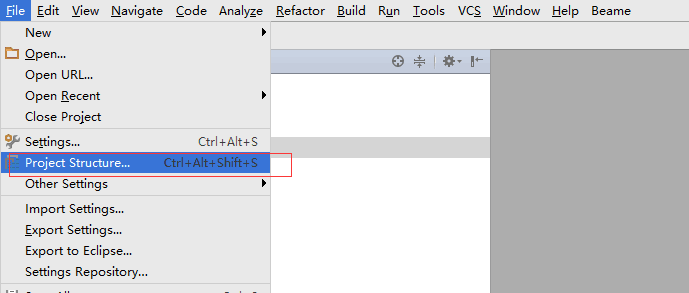 File Edit View Navigate Code Analyze Refactor Build Run Tools VCS Window Help Beame
New
Open...
Open URL...
Open Recent
Close Project
Settings... Ctrl+Alt+S
Project Structure... Ctrl+Alt+Shift+S
Other Settings
Import Settings...
Export Settings...
Export to Eclipse...
Settings Repository...